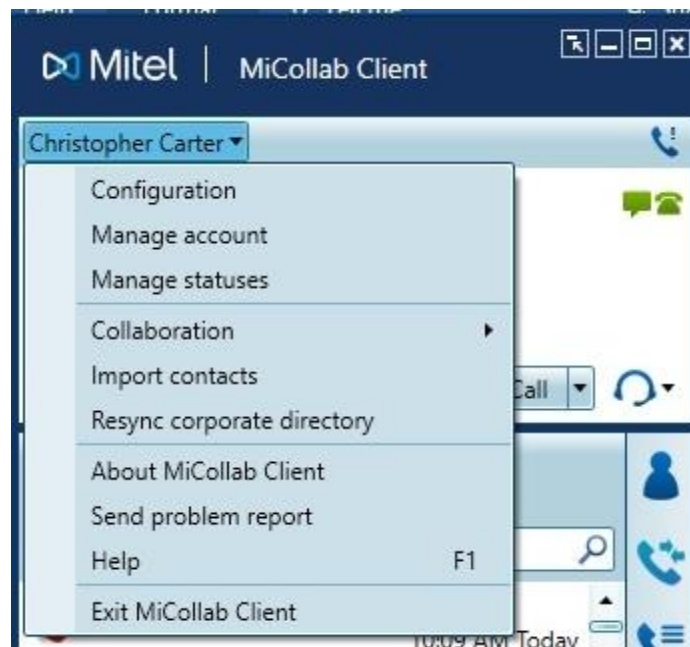 Mitel | MiCollab Client
Christopher Carter
Configuration
Manage account
Manage statuses
Collaboration
Import contacts
Call
Resync corporate directory
About MiCollab Client
Send problem report
Help F1
Exit MiCollab Client
10:09 AM Today